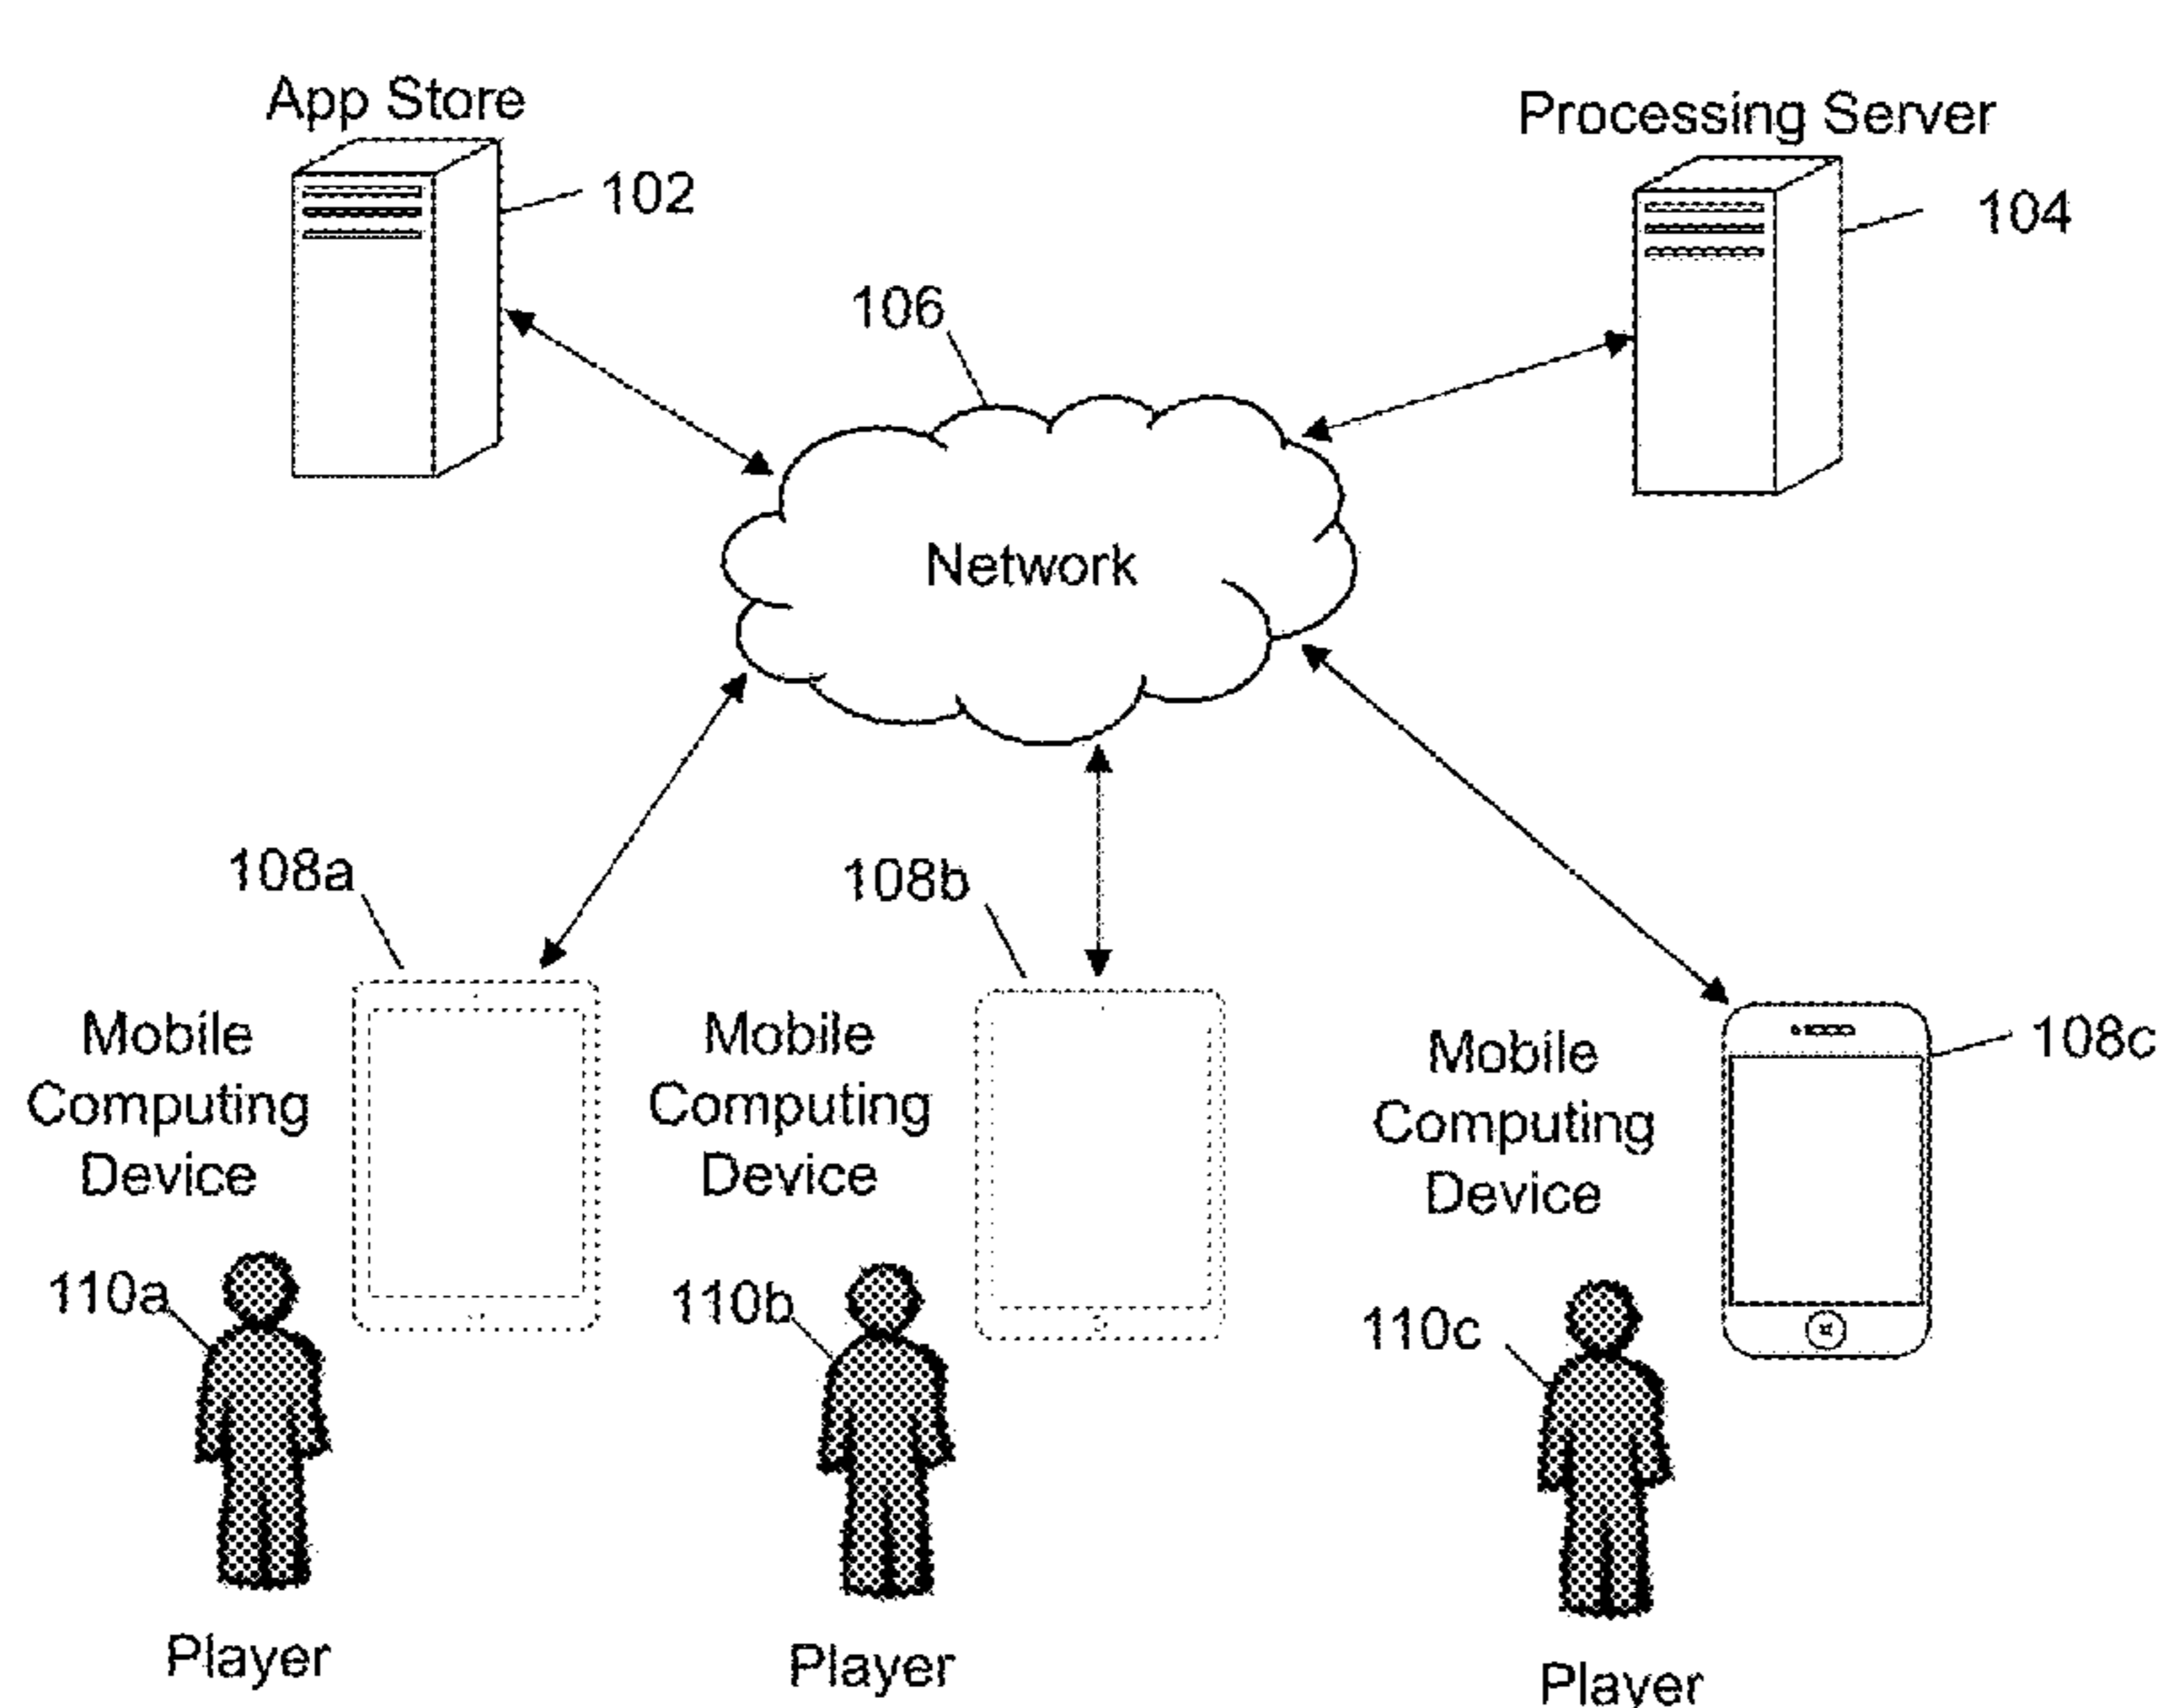 App Store
Processing Server
102
104
106
Network
108a
108b
108c
Mobile
Computing
Device
Mobile
Computing
Device
Mobile
Computing
Device
110a
110b
110c
Player
Player
Player